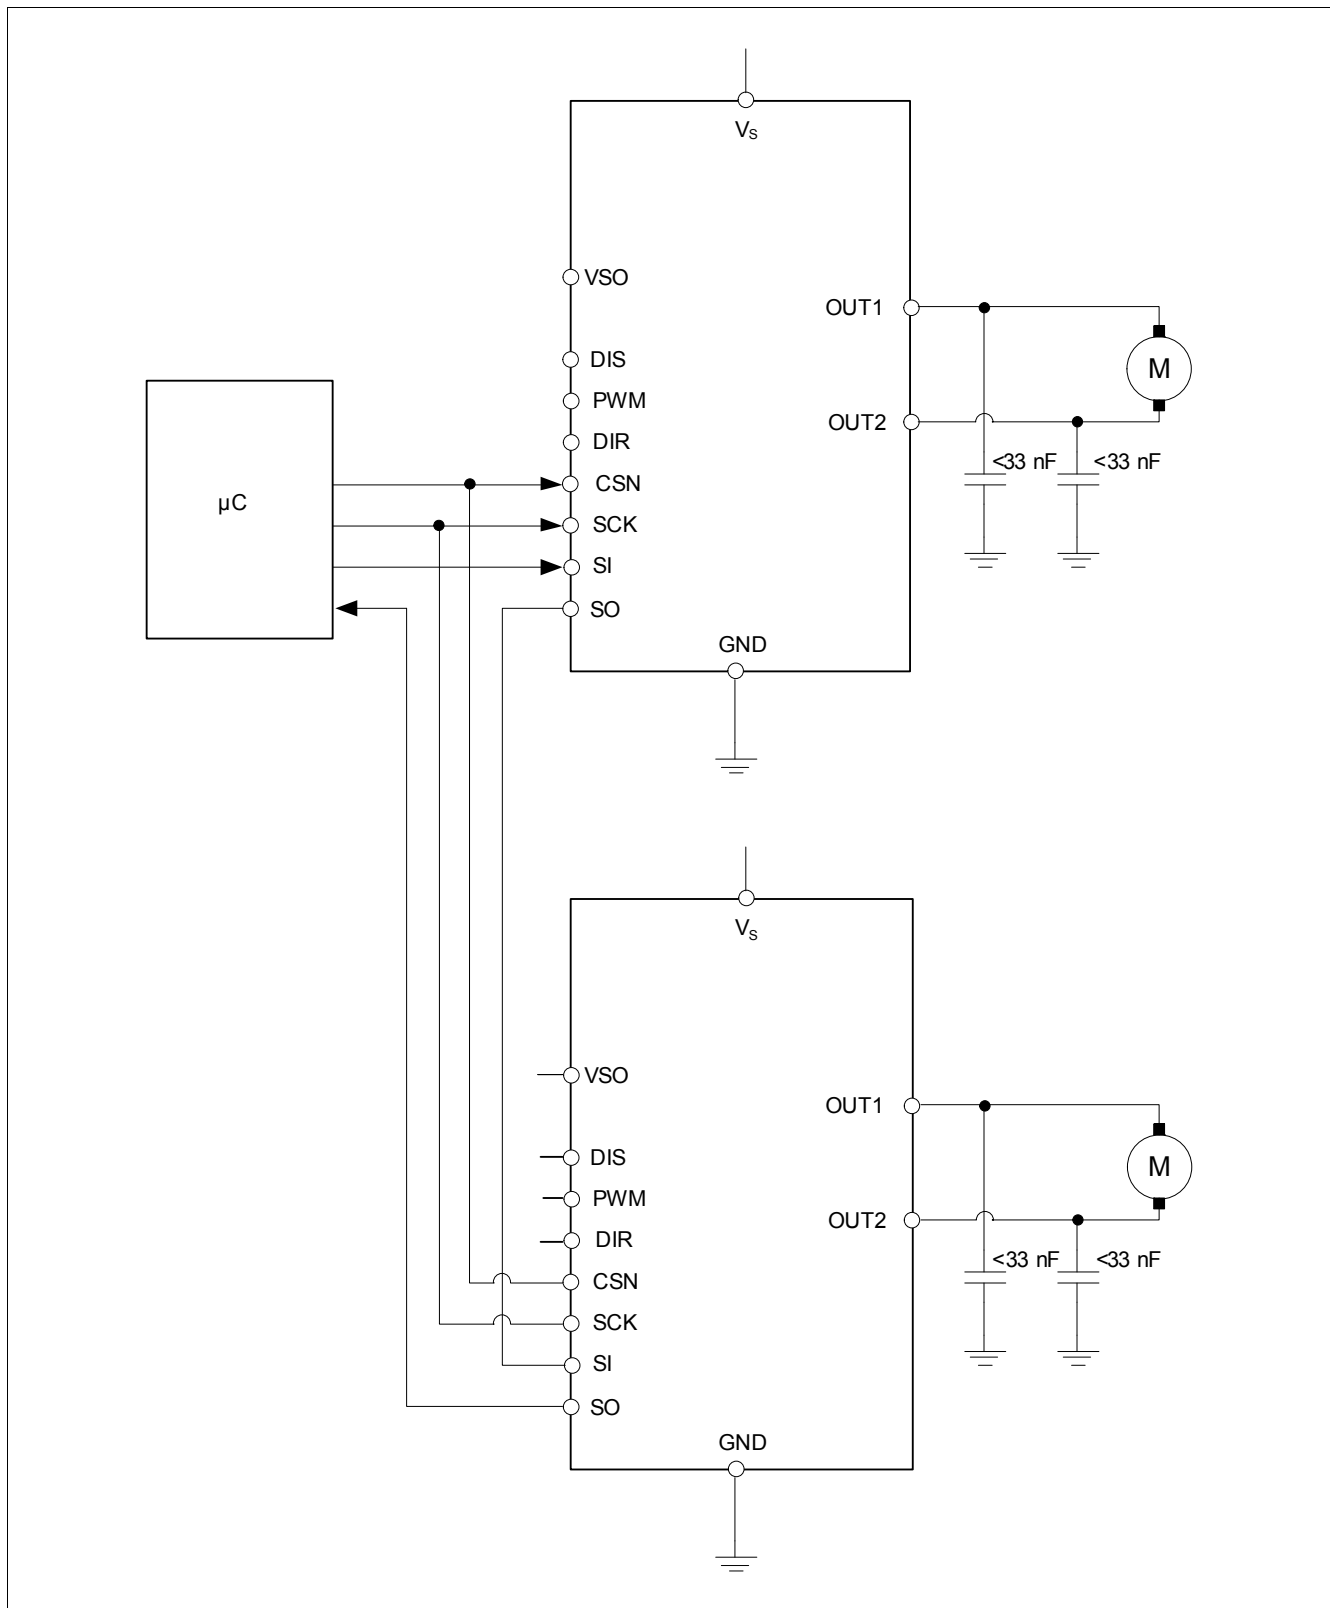 Vs
VSO
OUT1
DIS
M
PWM
OUT2
DIR
<33 nF
<33 nF
CSN
µC
SCK
SI
SO
GND
Vs
VSO
OUT1
DIS
M
PWM
OUT2
DIR
<33 nF
<33 nF
CSN
SCK
SI
SO
GND